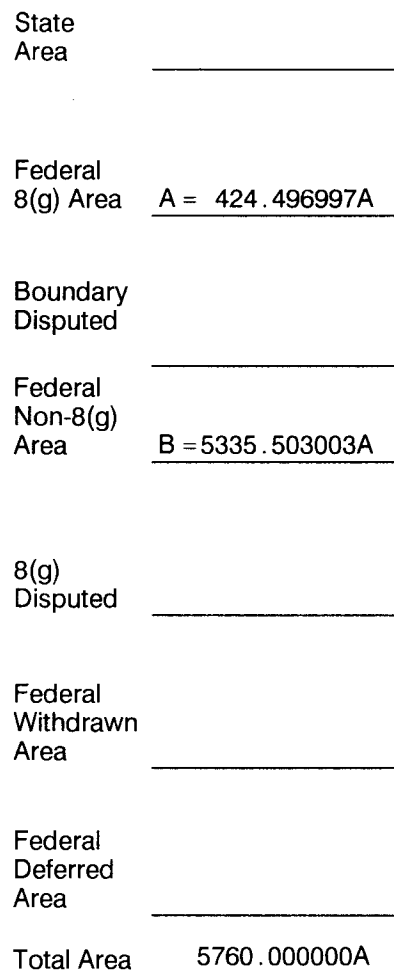 State
Area
Federal
8(g) Area A = 424.496997A
Boundary
Disputed
Federal
Non-8(g)
Area B =5335.503003A
8(g)
Disputed
Federal
Withdrawn
Area
Federal
Deferred
Area
Total Area 5760.000000A